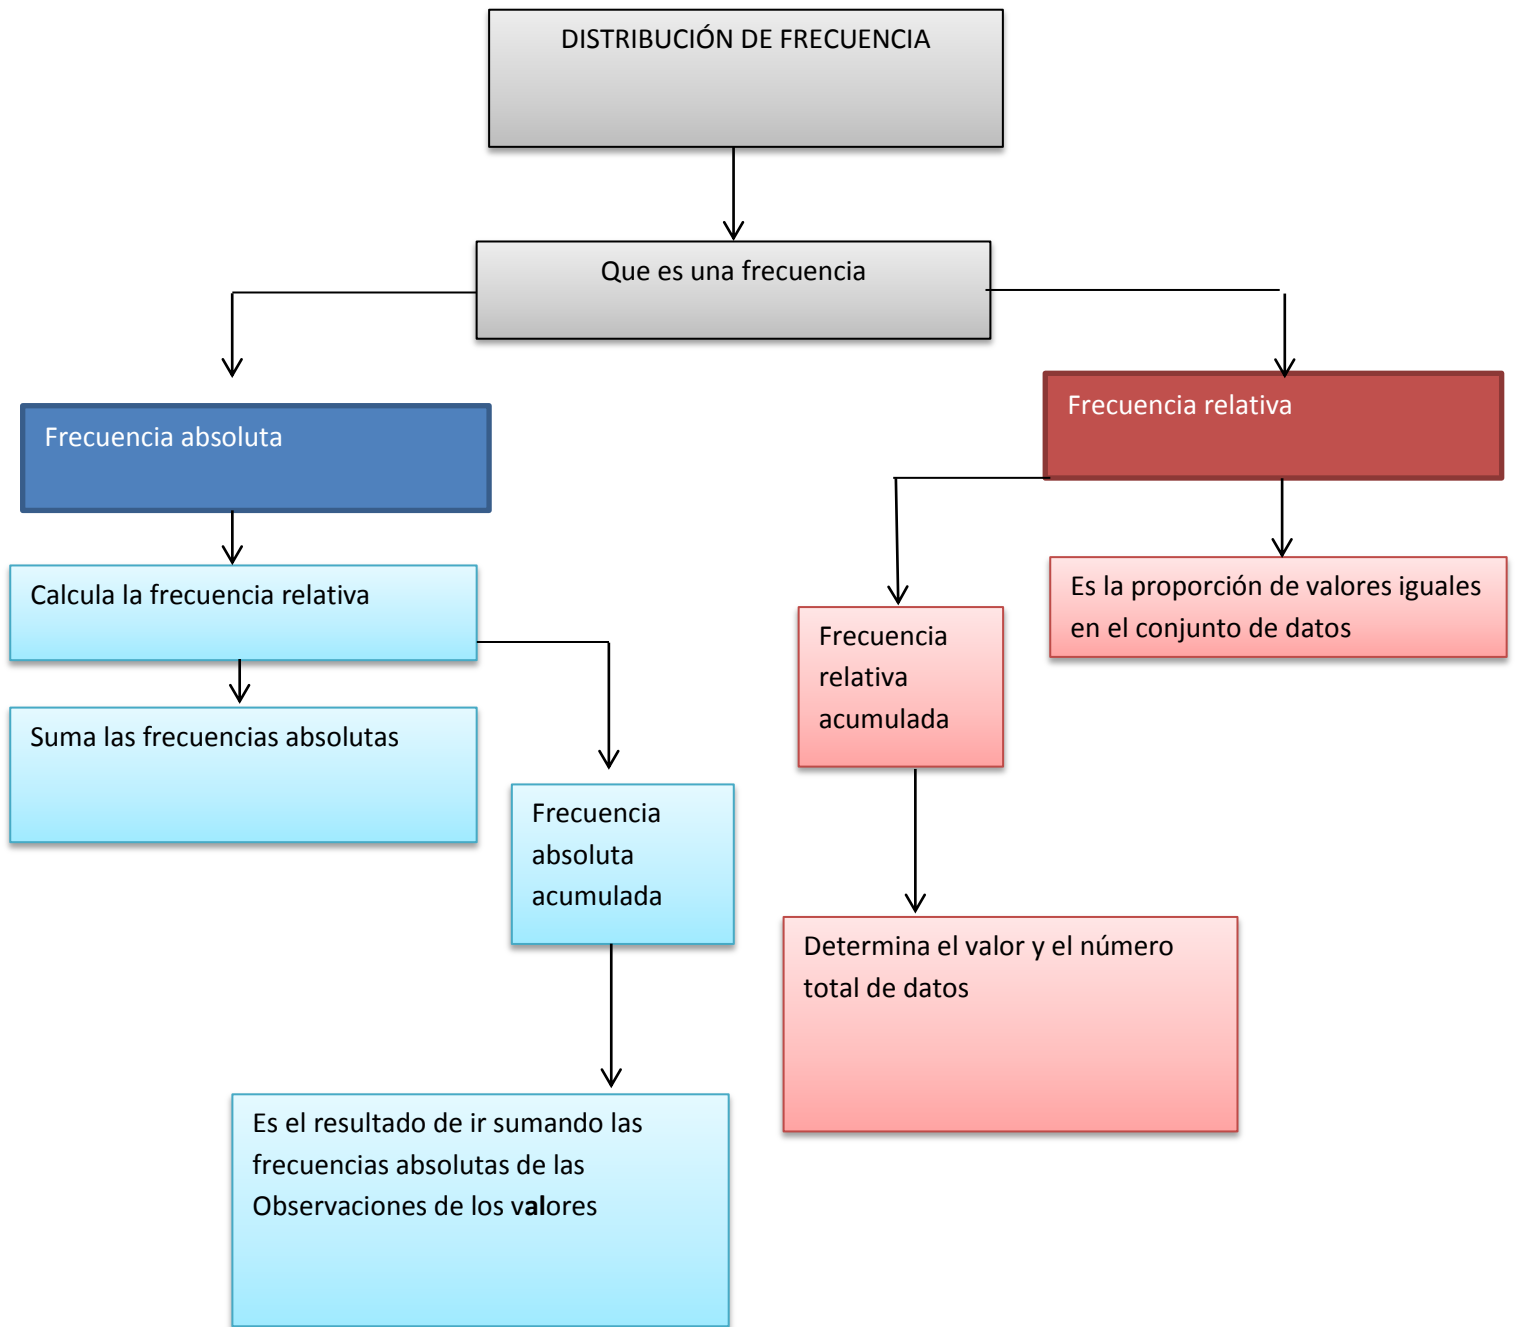 DISTRIBUCIÓN DE FRECUENCIA
Que es una frecuencia
Frecuencia absoluta
Frecuencia relativa
Calcula la frecuencia relativa
Es la proporción de valores iguales
en el conjunto de datos
Frecuencia
relativa
acumulada
Suma las frecuencias absolutas
Frecuencia
absoluta
acumulada
Determina el valor y el número
total de datos
Es el resultado de ir sumando las
frecuencias absolutas de las
Observaciones de los valores